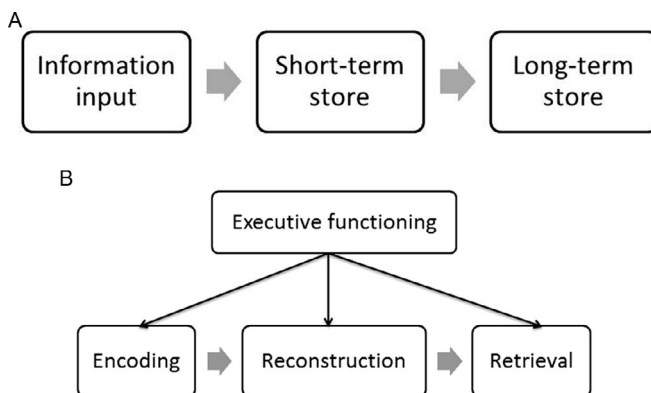 A
Information
input
Short-term
store
Long-term
store
B
Executive functioning
Encoding
Reconstruction
Retrieval